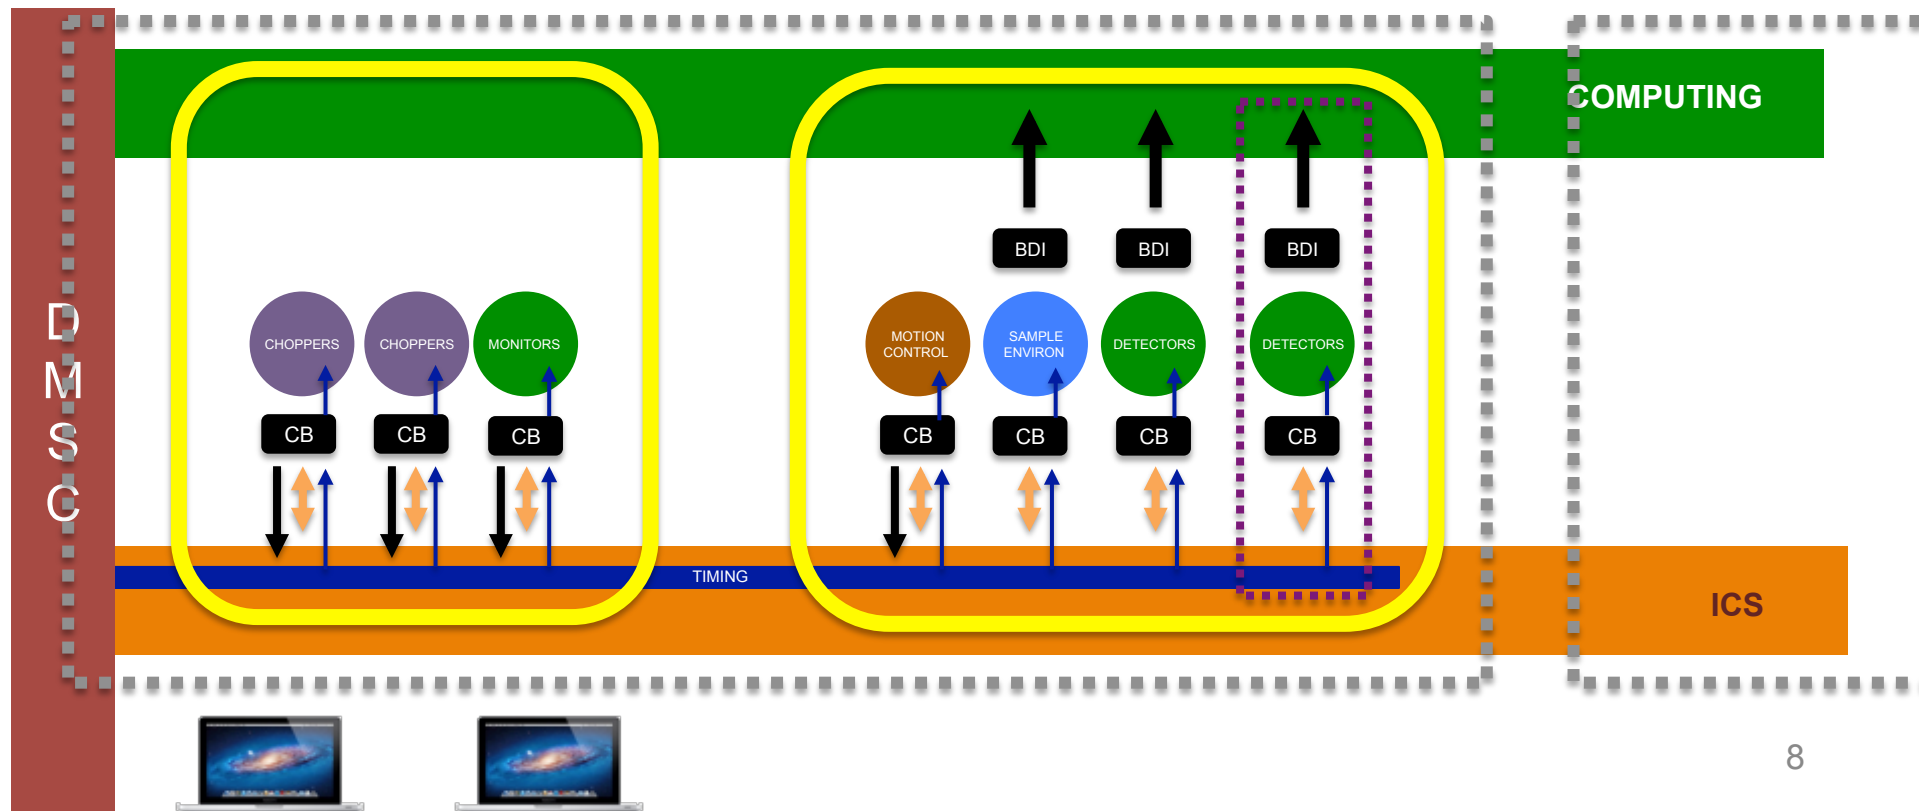 COMPUTING
BDI
BDI
BDI
D
M
S
C
CHOPPERS
CHOPPERS
MONITORS
MOTION
CONTROL
SAMPLE
ENVIRON
DETECTORS
DETECTORS
CB
CB
CB
CB
CB
CB
CB
TIMING
ICS
8